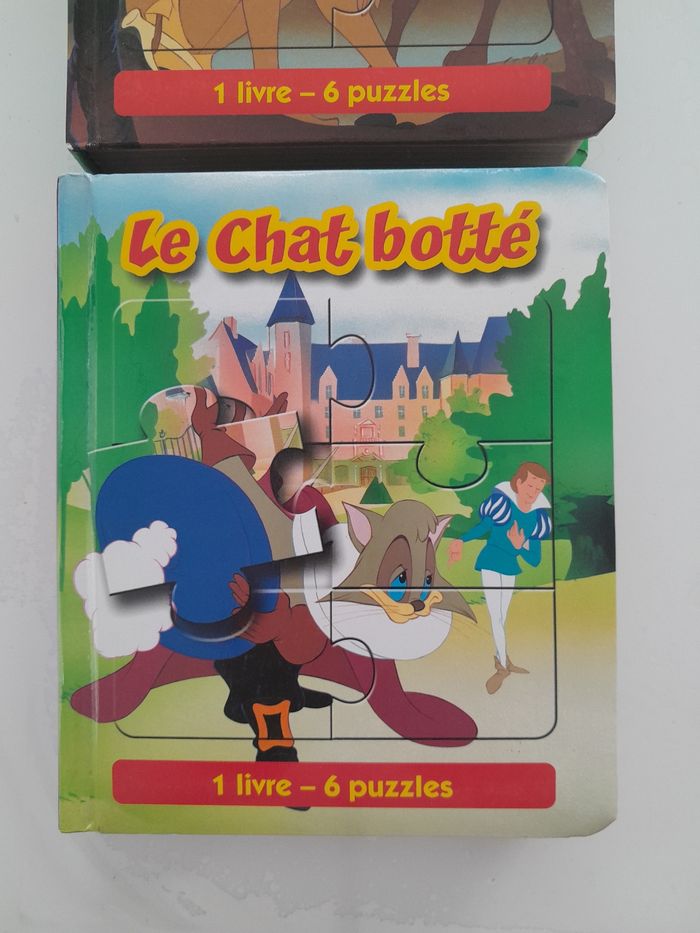 1 livre – 6 puzzles
Le Chat botté
1 livre – 6 puzzles